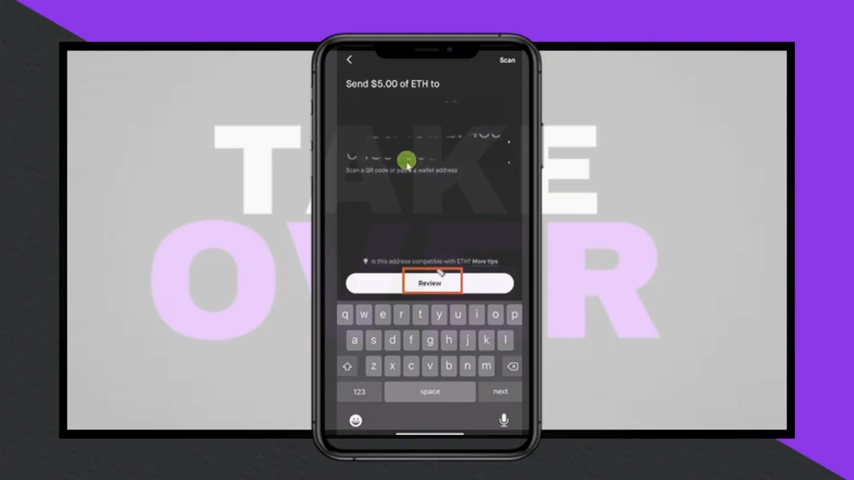 TAKE
OVER
Scan
Send $5.00 of ETH to
Scan a QR code or paste a wallet address
Is this address compatible with ETH? More tips
Review
q w e r t y u i o p
a s d f g h j k l
z x c v b n m
123 space next